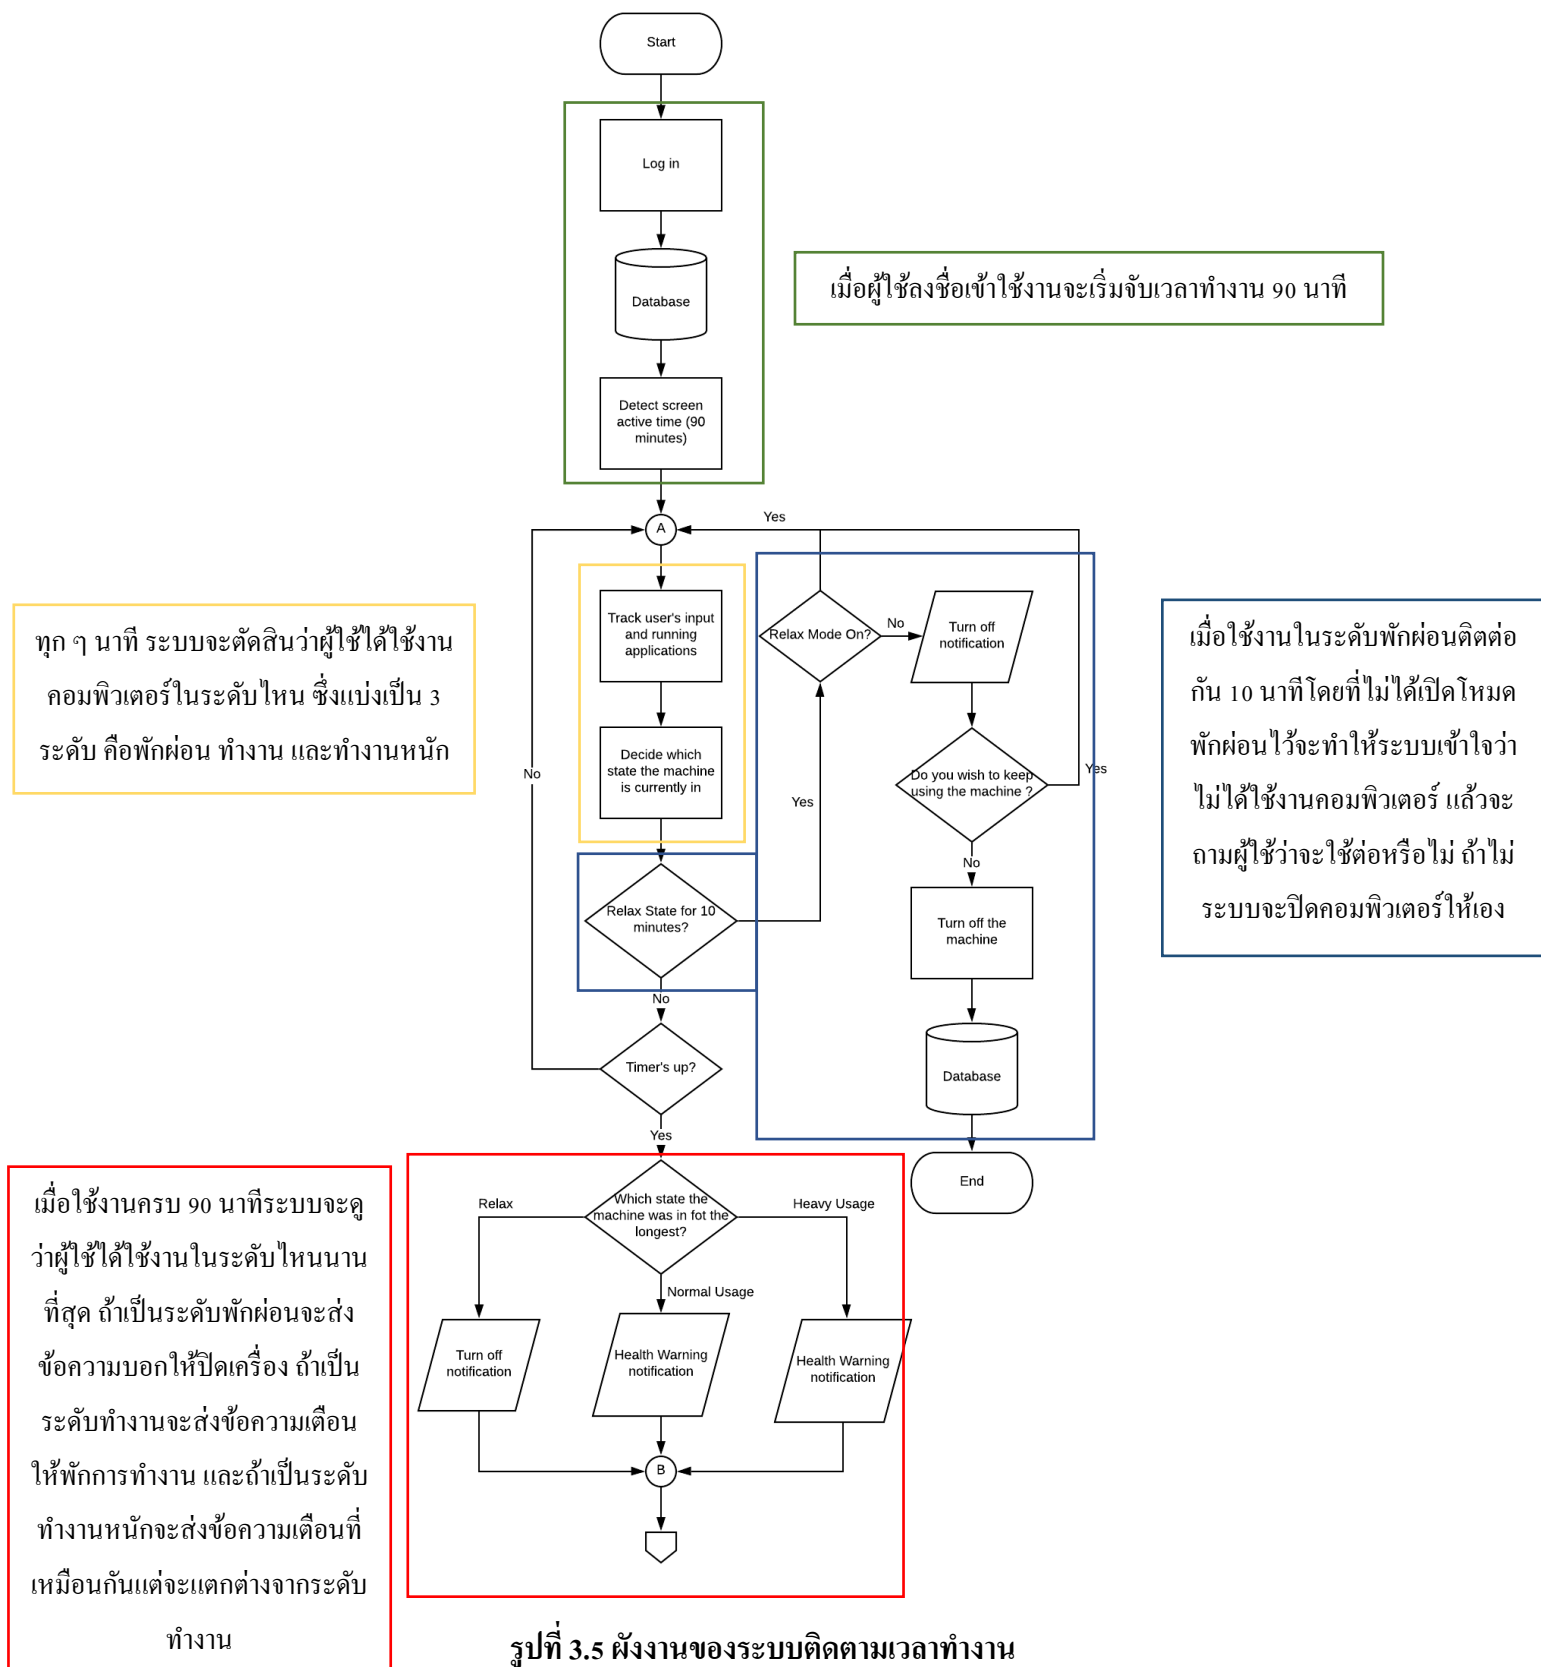 Start
Log in
Database
เมื่อผู้ใช้ลงชื่อเข้าใช้งานจะเริ่มจับเวลาทำงาน 90 นาที
Detect screen
active time (90
minutes)
A
Yes
Track user's input
and running
applications
Relax Mode On?
No
Turn off
notification
ทุก ๆ นาที ระบบจะตัดสินว่าผู้ใช้ได้ใช้งาน
คอมพิวเตอร์ในระดับไหน ซึ่งแบ่งเป็น 3
ระดับ คือพักผ่อน ทำงาน และทำงานหนัก
เมื่อใช้งานในระดับพักผ่อนติตต่อ
กัน 10 นาทีโดยที่ไม่ได้เปิดโหมด
พักผ่อนไว้จะทำให้ระบบเข้าใจว่า
ไม่ได้ใช้งานคอมพิวเตอร์ แล้วจะ
ถามผู้ใช้ว่าจะใช้ต่อหรือไม่ ถ้าไม่
ระบบจะปิดคอมพิวเตอร์ให้เอง
No
Decide which
state the machine
is currently in
Yes
Do you wish to keep
using the machine ?
Yes
No
Relax State for 10
minutes?
Turn off the
machine
No
Timer's up?
Database
Yes
End
เมื่อใช้งานครบ 90 นาทีระบบจะดู
ว่าผู้ใช้ได้ใช้งานในระดับไหนนาน
ที่สุด ถ้าเป็นระดับพักผ่อนจะส่ง
ข้อความบอกให้ปิดเครื่อง ถ้าเป็น
ระดับทำงานจะส่งข้อความเตือน
ให้พักการทำงาน และถ้าเป็นระดับ
ทำงานหนักจะส่งข้อความเตือนที่
เหมือนกันแต่จะแตกต่างจากระดับ
ทำงาน
Relax
Which state the
machine was in fot the
longest?
Heavy Usage
Normal Usage
Turn off
notification
Health Warning
notification
Health Warning
notification
B
รูปที่ 3.5 ผังงานของระบบติดตามเวลาทำงาน